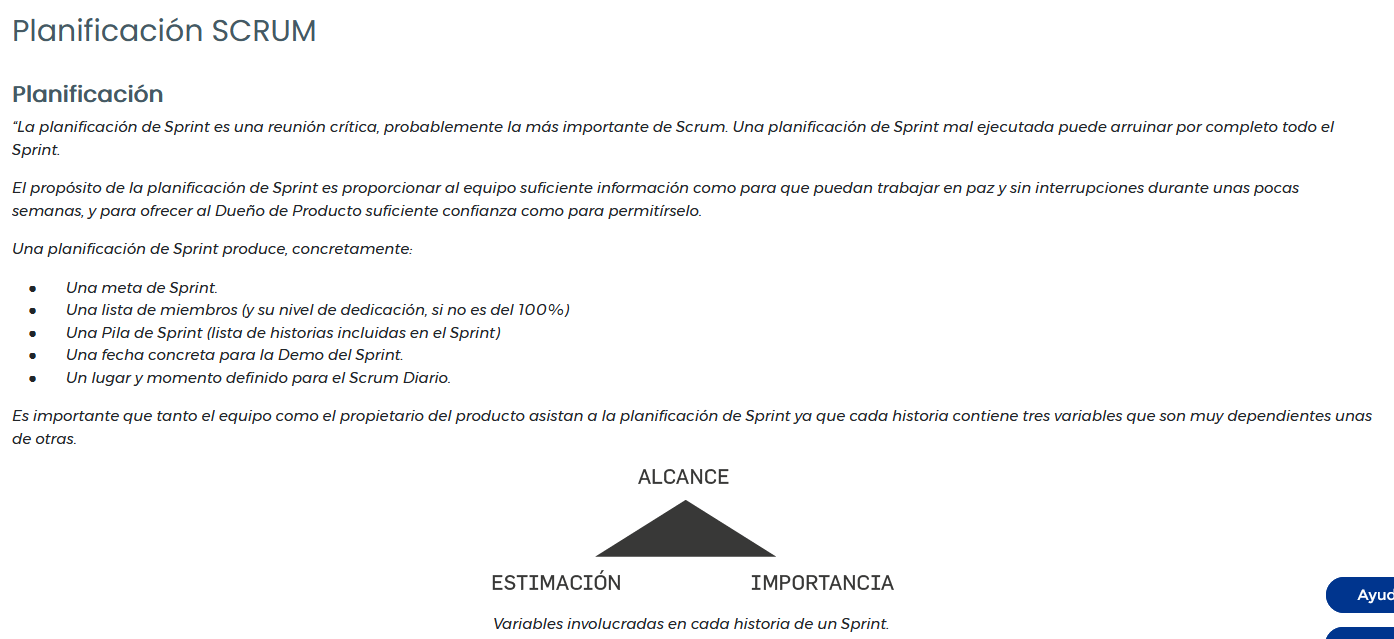 Planificación SCRUM
Planificación
“La planificación de Sprint es una reunión crítica, probablemente la más importante de Scrum. Una planificación de Sprint mal ejecutada puede arruinar por completo todo el
Sprint.
El propósito de la planificación de Sprint es proporcionar al equipo suficiente información como para que puedan trabajar en paz y sin interrupciones durante unas pocas
semanas, y para ofrecer al Dueño de Producto suficiente confianza como para permitírselo.
Una planificación de Sprint produce, concretamente:
● Una meta de Sprint.
● Una lista de miembros (y su nivel de dedicación, si no es del 100%)
● Una Pila de Sprint (lista de historias incluidas en el Sprint)
● Una fecha concreta para la Demo del Sprint.
● Un lugar y momento definido para el Scrum Diario.
Es importante que tanto el equipo como el propietario del producto asistan a la planificación de Sprint ya que cada historia contiene tres variables que son muy dependientes unas
de otras.
ALCANCE
ESTIMACIÓN IMPORTANCIA
Variables involucradas en cada historia de un Sprint.